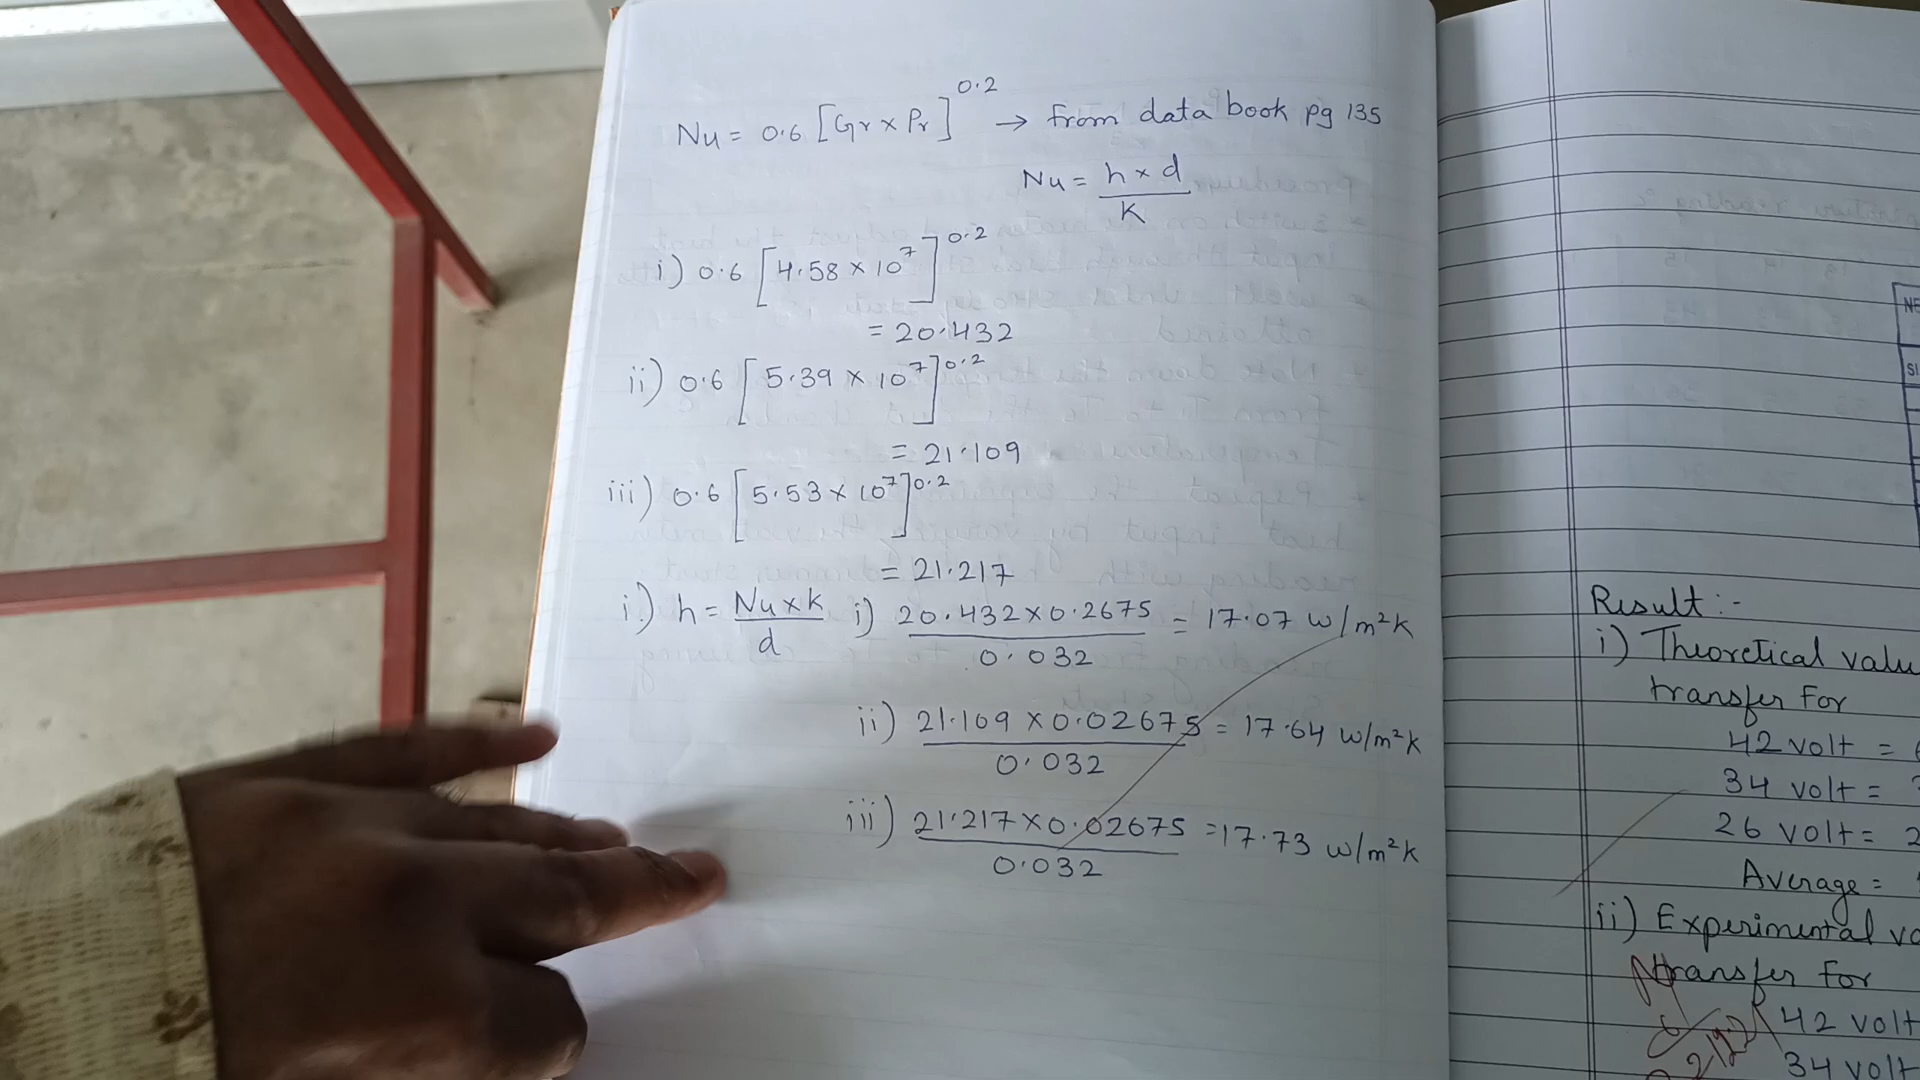 Nu = 0.6 [Gr x Pr]^0.2 → from data book pg 135
Nu = h x d / K
i) 0.6 [4.58 x 10^7]^0.2
= 20.432
ii) 0.6 [5.39 x 10^7]^0.2
= 21.109
iii) 0.6 [5.53 x 10^7]^0.2
= 21.217
i.) h = Nu x k / d i) 20.432 x 0.2675 / 0.032 = 17.07 w/m²k
ii) 21.109 x 0.02675 / 0.032 = 17.64 w/m²k
iii) 21.217 x 0.02675 / 0.032 = 17.73 w/m²k
Result :-
i) Theoretical valu
transfer For
42 volt =
34 volt =
26 volt = 2
Average =
ii) Experimental va
transfer For
42 volt
34 volt